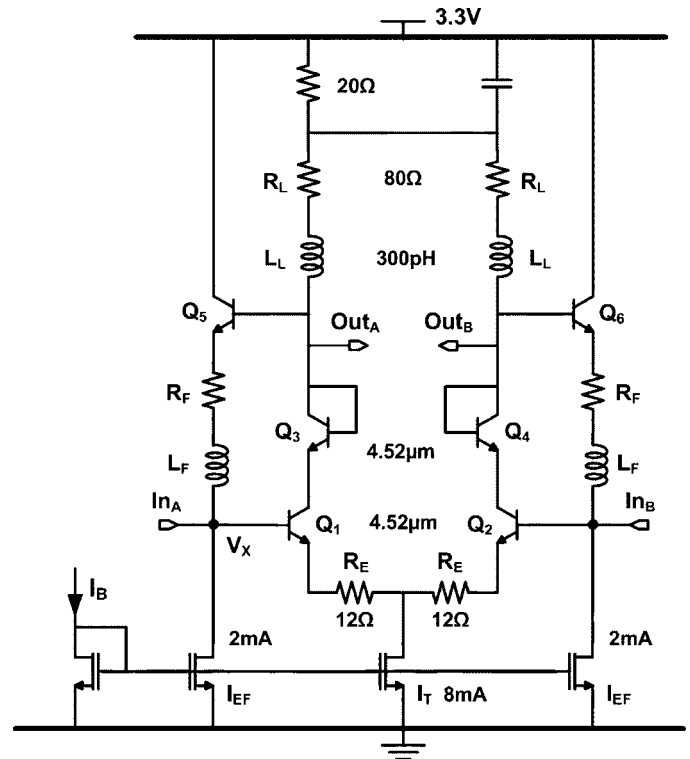 3.3V
20Ω
R_L 80Ω R_L
L_L 300pH L_L
Q_5 Q_6
Out_A Out_B
R_F R_F
Q_3 Q_4
4.52μm
L_F L_F
In_A In_B
Q_1 4.52μm Q_2
V_X
R_E R_E
I_B
12Ω 12Ω
2mA 2mA
I_EF I_T 8mA I_EF